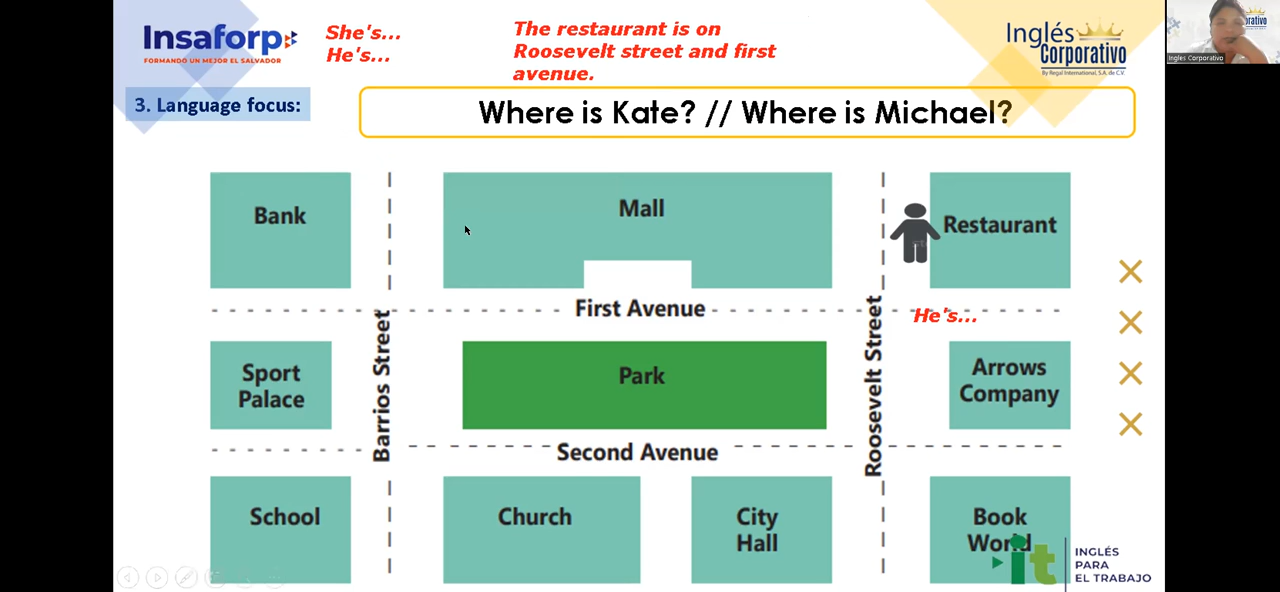 Insaforp
FORMANDO UN MEJOR EL SALVADOR
She's...
He's...
The restaurant is on
Roosevelt street and first
avenue.
Inglés
Corporativo
By Regal International, S.A. de C.V.
Inglés Corporativo
3. Language focus:
Where is Kate? // Where is Michael?
Bank
Mall
Restaurant
First Avenue
He's...
Barrios Street
Roosevelt Street
Sport
Palace
Park
Arrows
Company
Second Avenue
School
Church
City
Hall
Book
World
it
INGLÉS
PARA
EL TRABAJO